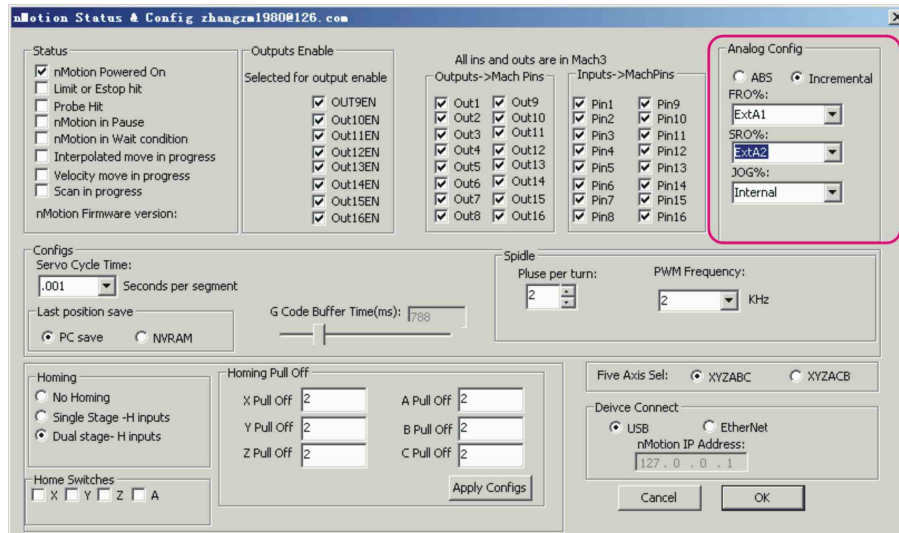 nMotion Status & Config zhangzm1980@126.com
Status
nMotion Powered On
Limit or Estop hit
Probe Hit
nMotion in Pause
nMotion in Wait condition
Interpolated move in progress
Velocity move in progress
Scan in progress
nMotion Firmware version:
Outputs Enable
Selected for output enable
OUT9EN
Out10EN
Out11EN
Out12EN
Out13EN
Out14EN
Out15EN
Out16EN
All ins and outs are in Mach3
Outputs->Mach Pins
Out1 Out9
Out2 Out10
Out3 Out11
Out4 Out12
Out5 Out13
Out6 Out14
Out7 Out15
Out8 Out16
Inputs->MachPins
Pin1 Pin9
Pin2 Pin10
Pin3 Pin11
Pin4 Pin12
Pin5 Pin13
Pin6 Pin14
Pin7 Pin15
Pin8 Pin16
Analog Config
ABS Incremental
FRO%:
ExtA1
SRO%:
ExtA2
JOG%:
Internal
Configs
Servo Cycle Time:
.001 Seconds per segment
Last position save
PC save NVRAM
G Code Buffer Time(ms): 788
Spidle
Pluse per turn: PWM Frequency:
2 2 KHz
Homing
No Homing
Single Stage -H inputs
Dual stage- H inputs
Home Switches
X Y Z A
Homing Pull Off
X Pull Off 2 A Pull Off 2
Y Pull Off 2 B Pull Off 2
Z Pull Off 2 C Pull Off 2
Apply Configs
Five Axis Sel: XYZABC XYZACB
Deivce Connect
USB EtherNet
nMotion IP Address:
127 . 0 . 0 . 1
Cancel OK